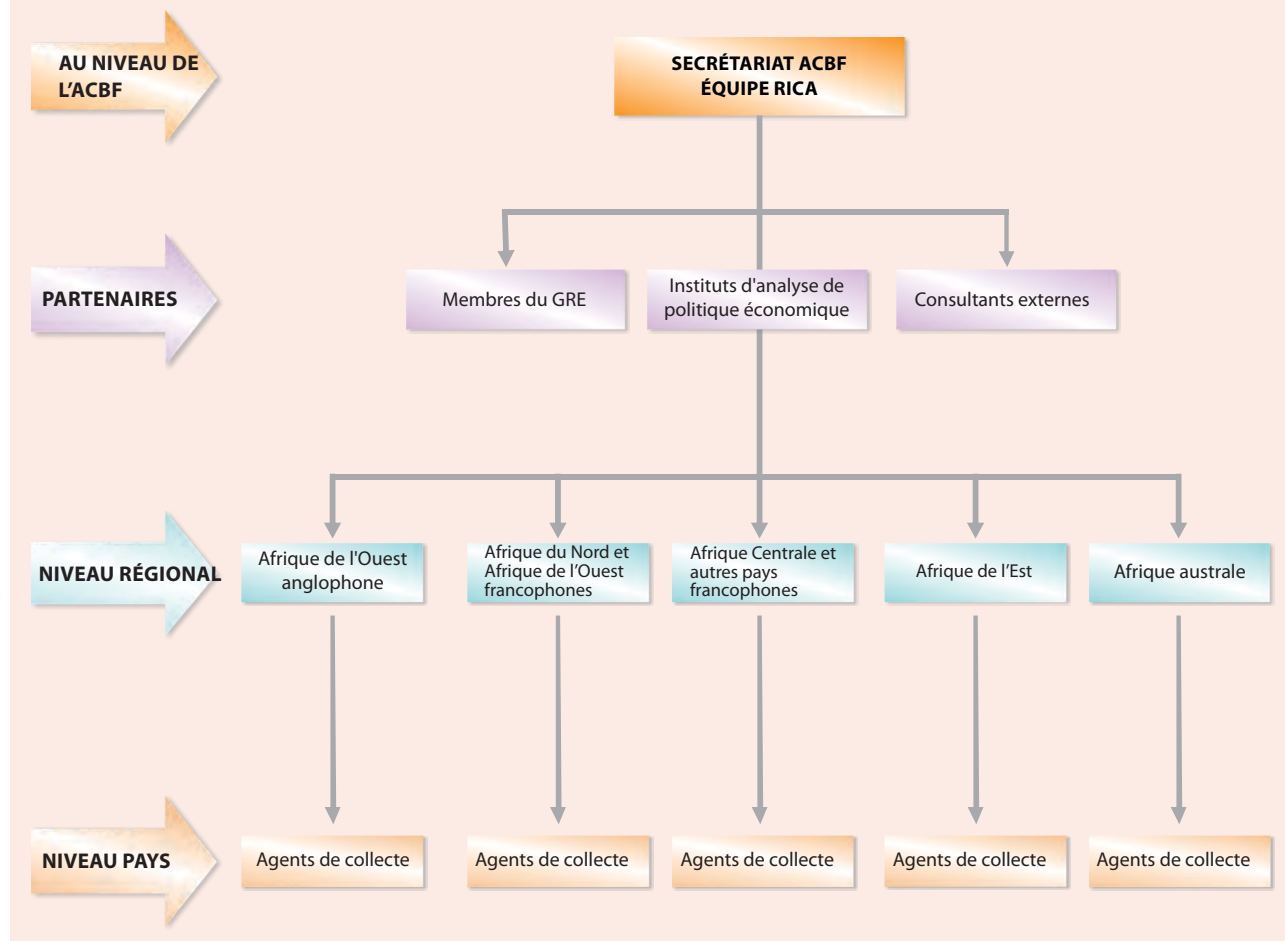 AU NIVEAU DE
L'ACBF
SECRÉTARIAT ACBF
ÉQUIPE RICA
PARTENAIRES
Membres du GRE
Instituts d'analyse de
politique économique
Consultants externes
NIVEAU RÉGIONAL
Afrique de l'Ouest
anglophone
Afrique du Nord et
Afrique de l’Ouest
francophones
Afrique Centrale et
autres pays
francophones
Afrique de l’Est
Afrique australe
NIVEAU PAYS
Agents de collecte
Agents de collecte
Agents de collecte
Agents de collecte
Agents de collecte